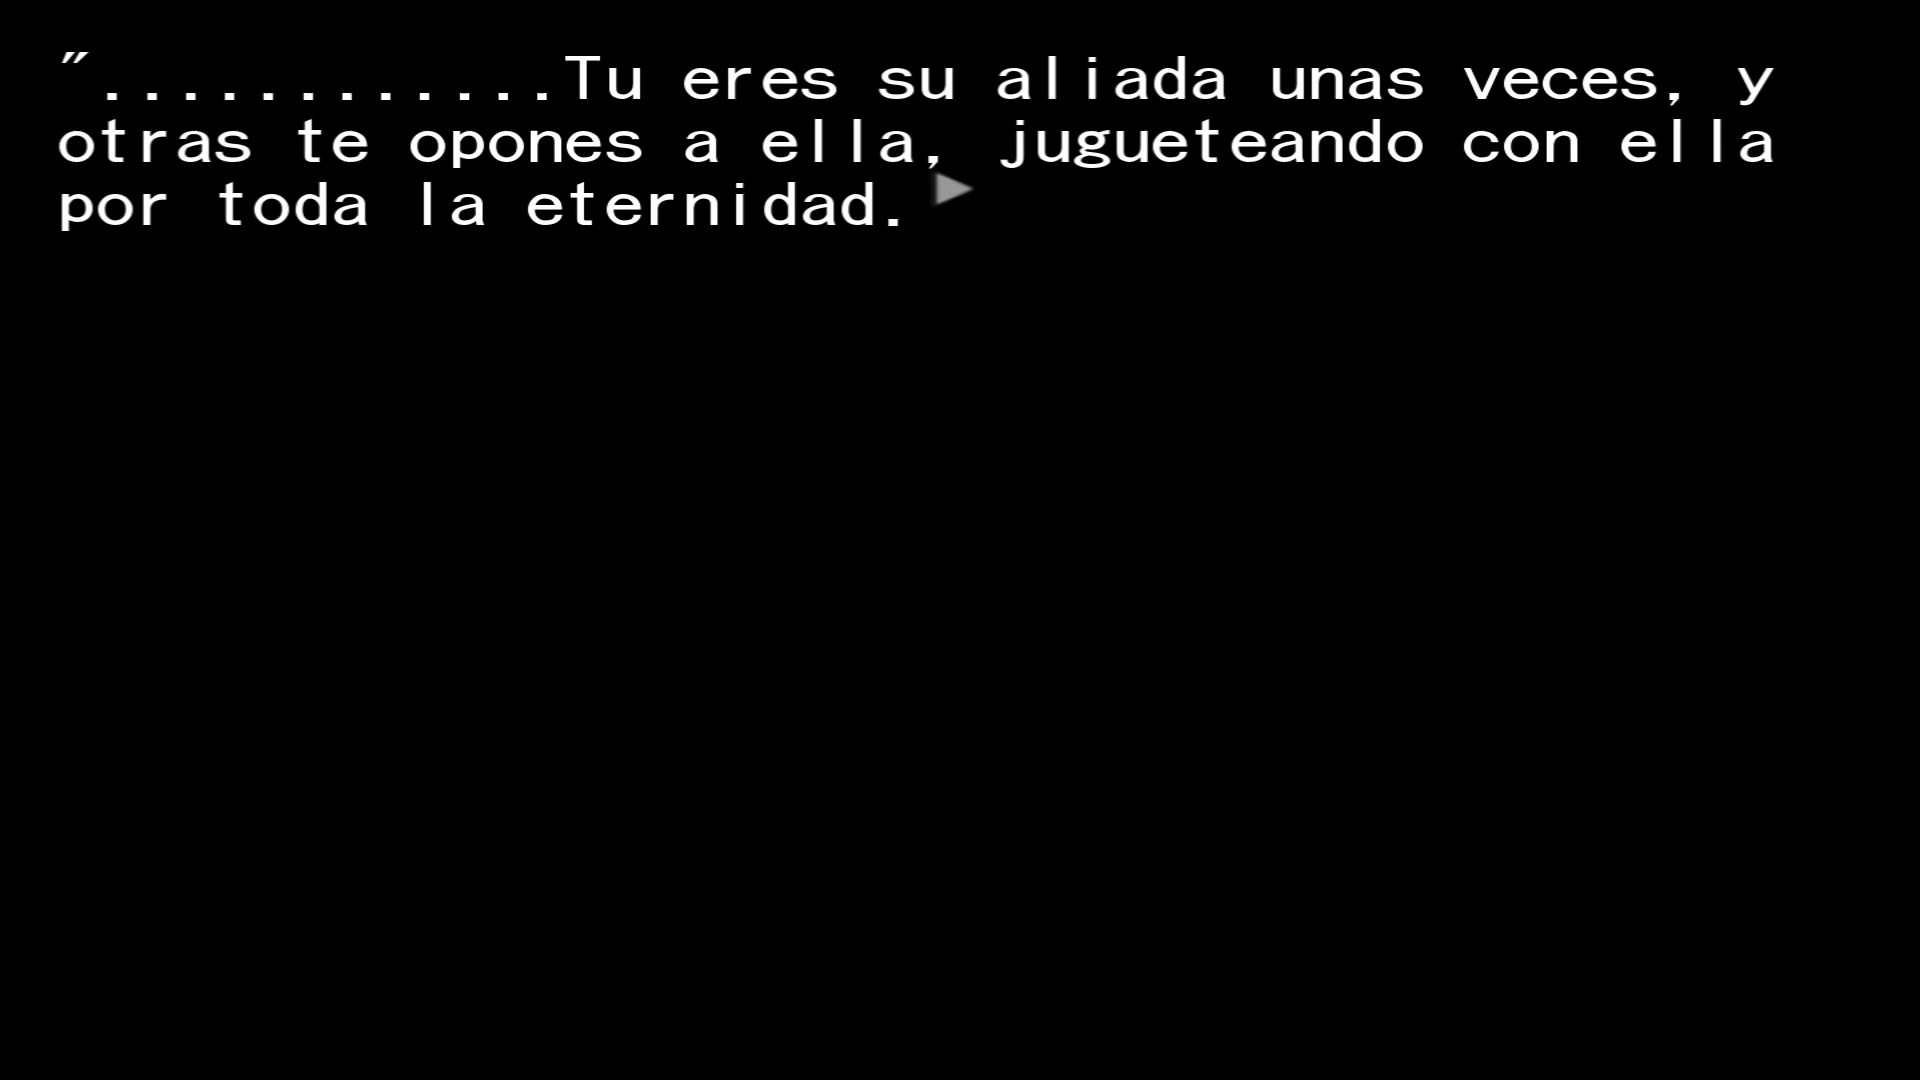 "............Tu eres su aliada unas veces, y
otras te opones a ella, jugueteando con ella
por toda la eternidad.